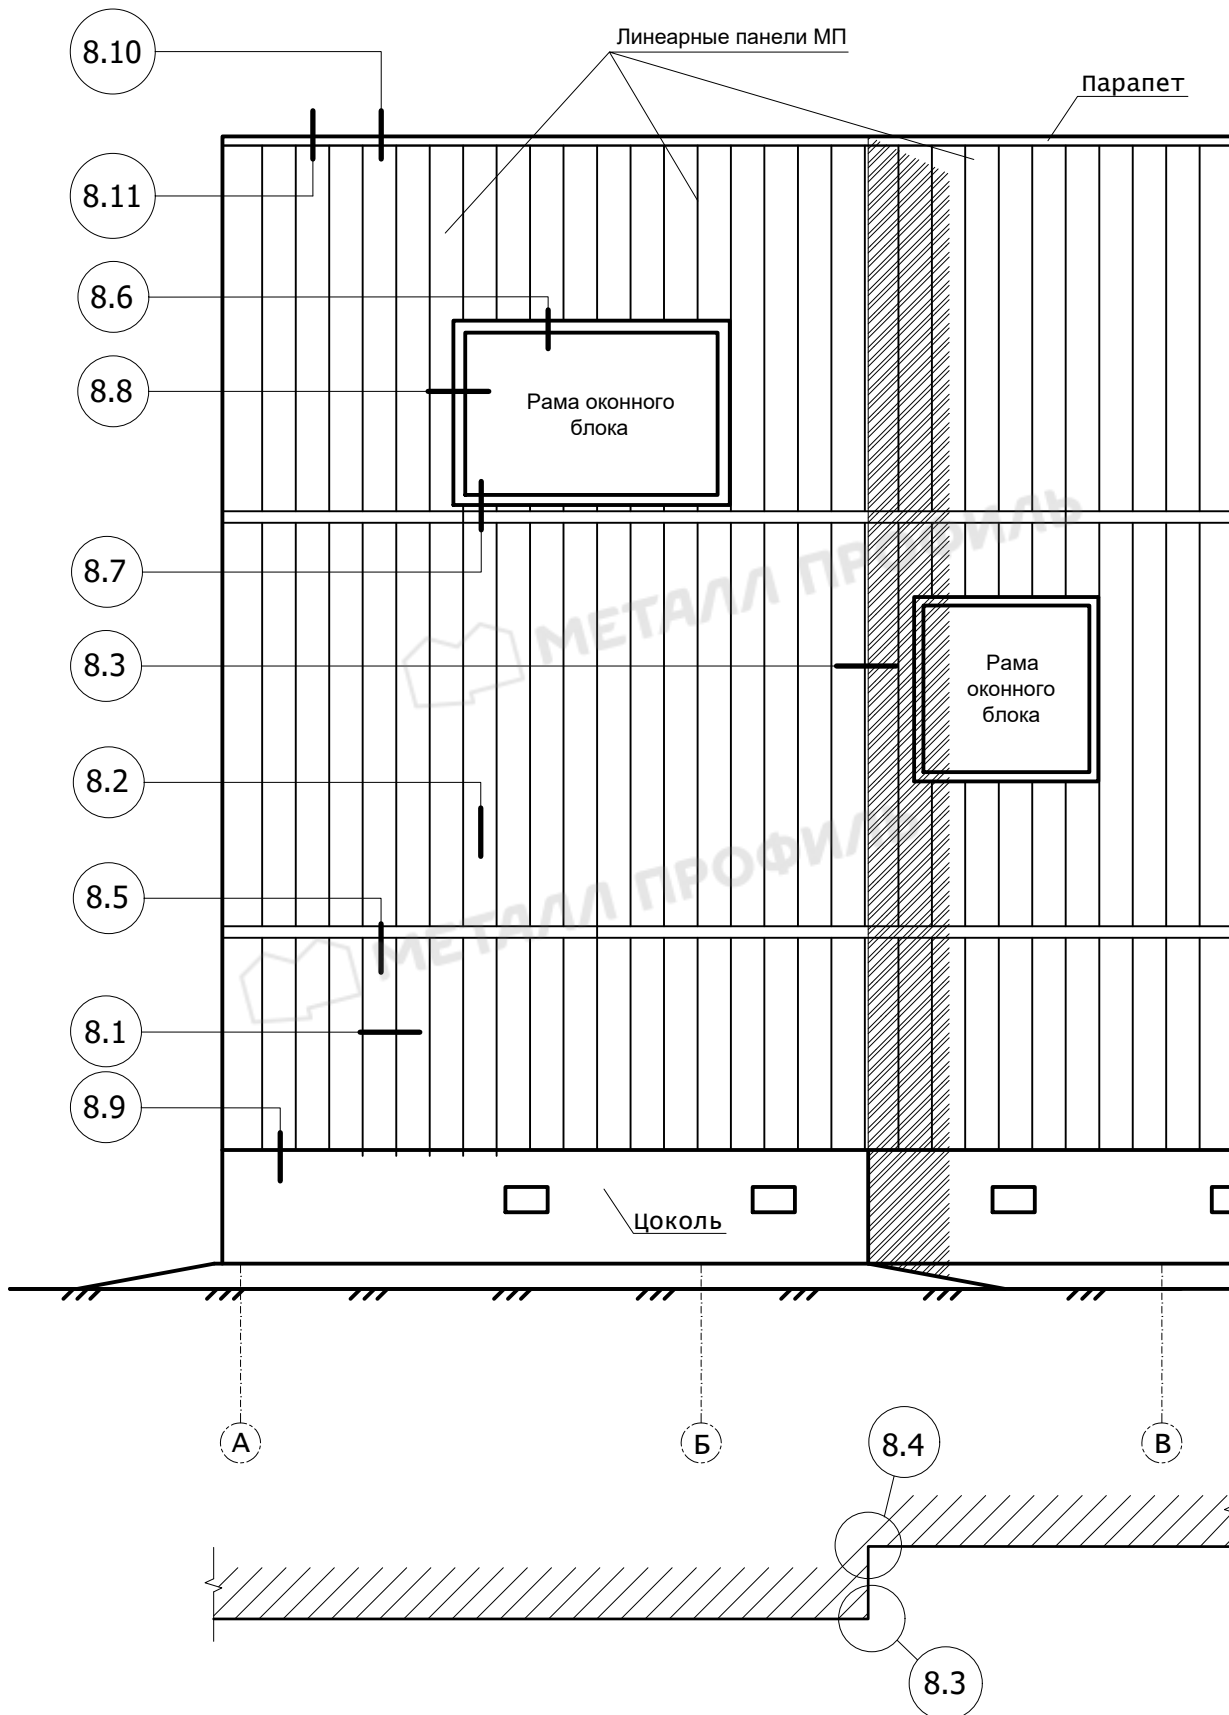 8.10
Линеарные панели МП
Парапет
8.11
8.6
8.8
Рама оконного
блока
МЕТАЛЛ ПРОФИЛЬ
8.7
8.3
Рама
оконного
блока
8.2
МЕТАЛЛ ПРОФИЛЬ
8.5
8.1
8.9
Цоколь
А
Б
В
8.4
8.3